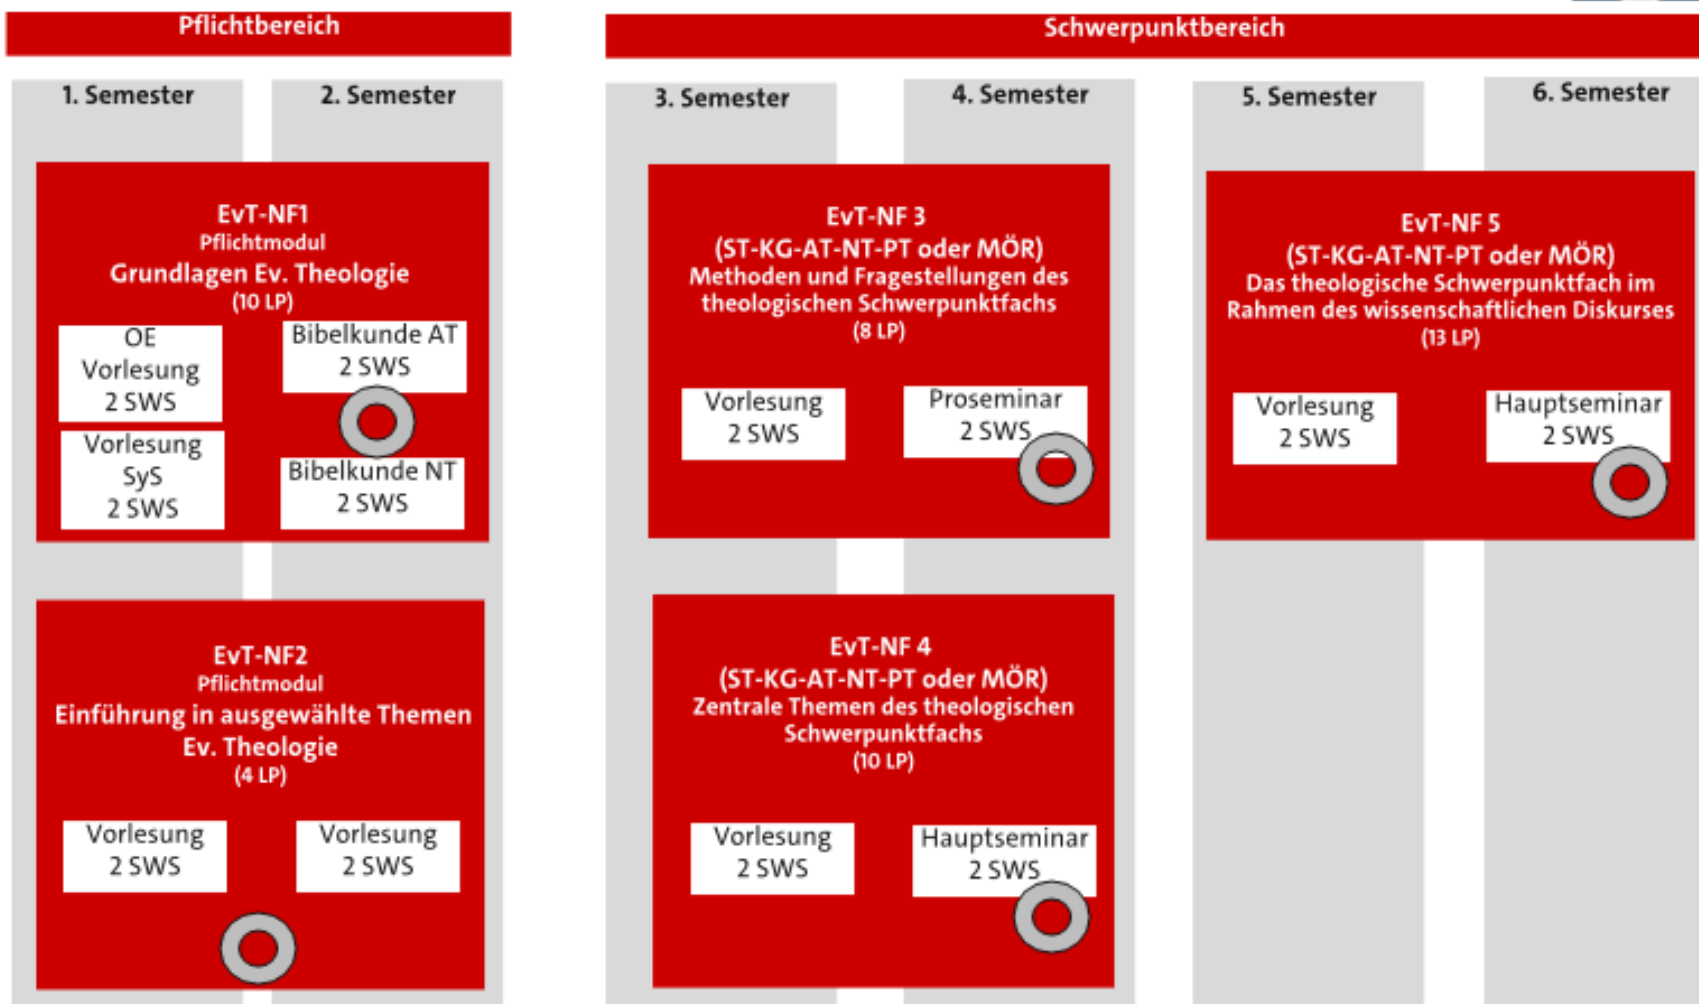 Pflichtbereich
Schwerpunktbereich
1. Semester
2. Semester
3. Semester
4. Semester
5. Semester
6. Semester
EvT-NF1
Pflichtmodul
Grundlagen Ev. Theologie
(10 LP)
OE
Vorlesung
2 SWS
Vorlesung
SyS
2 SWS
Bibelkunde AT
2 SWS
Bibelkunde NT
2 SWS
EvT-NF2
Pflichtmodul
Einführung in ausgewählte Themen
Ev. Theologie
(4 LP)
Vorlesung
2 SWS
Vorlesung
2 SWS
EvT-NF 3
(ST-KG-AT-NT-PT oder MÖR)
Methoden und Fragestellungen des
theologischen Schwerpunktfachs
(8 LP)
Vorlesung
2 SWS
Proseminar
2 SWS
EvT-NF 4
(ST-KG-AT-NT-PT oder MÖR)
Zentrale Themen des theologischen
Schwerpunktfachs
(10 LP)
Vorlesung
2 SWS
Hauptseminar
2 SWS
EvT-NF 5
(ST-KG-AT-NT-PT oder MÖR)
Das theologische Schwerpunktfach im
Rahmen des wissenschaftlichen Diskurses
(13 LP)
Vorlesung
2 SWS
Hauptseminar
2 SWS